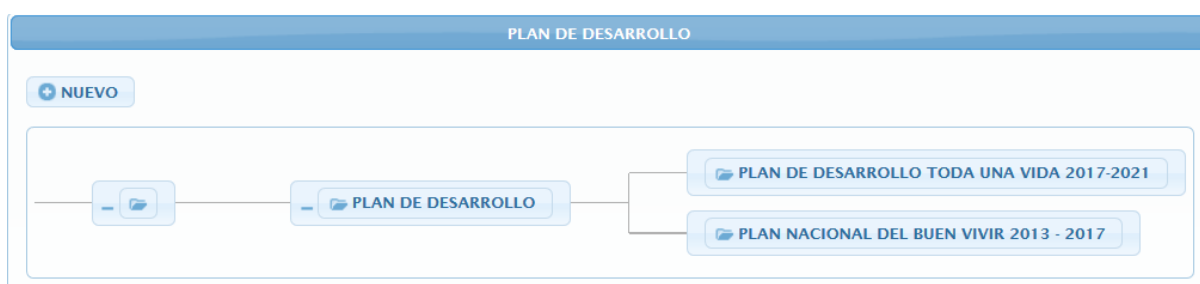 PLAN DE DESARROLLO
NUEVO
PLAN DE DESARROLLO
PLAN DE DESARROLLO TODA UNA VIDA 2017-2021
PLAN NACIONAL DEL BUEN VIVIR 2013 - 2017